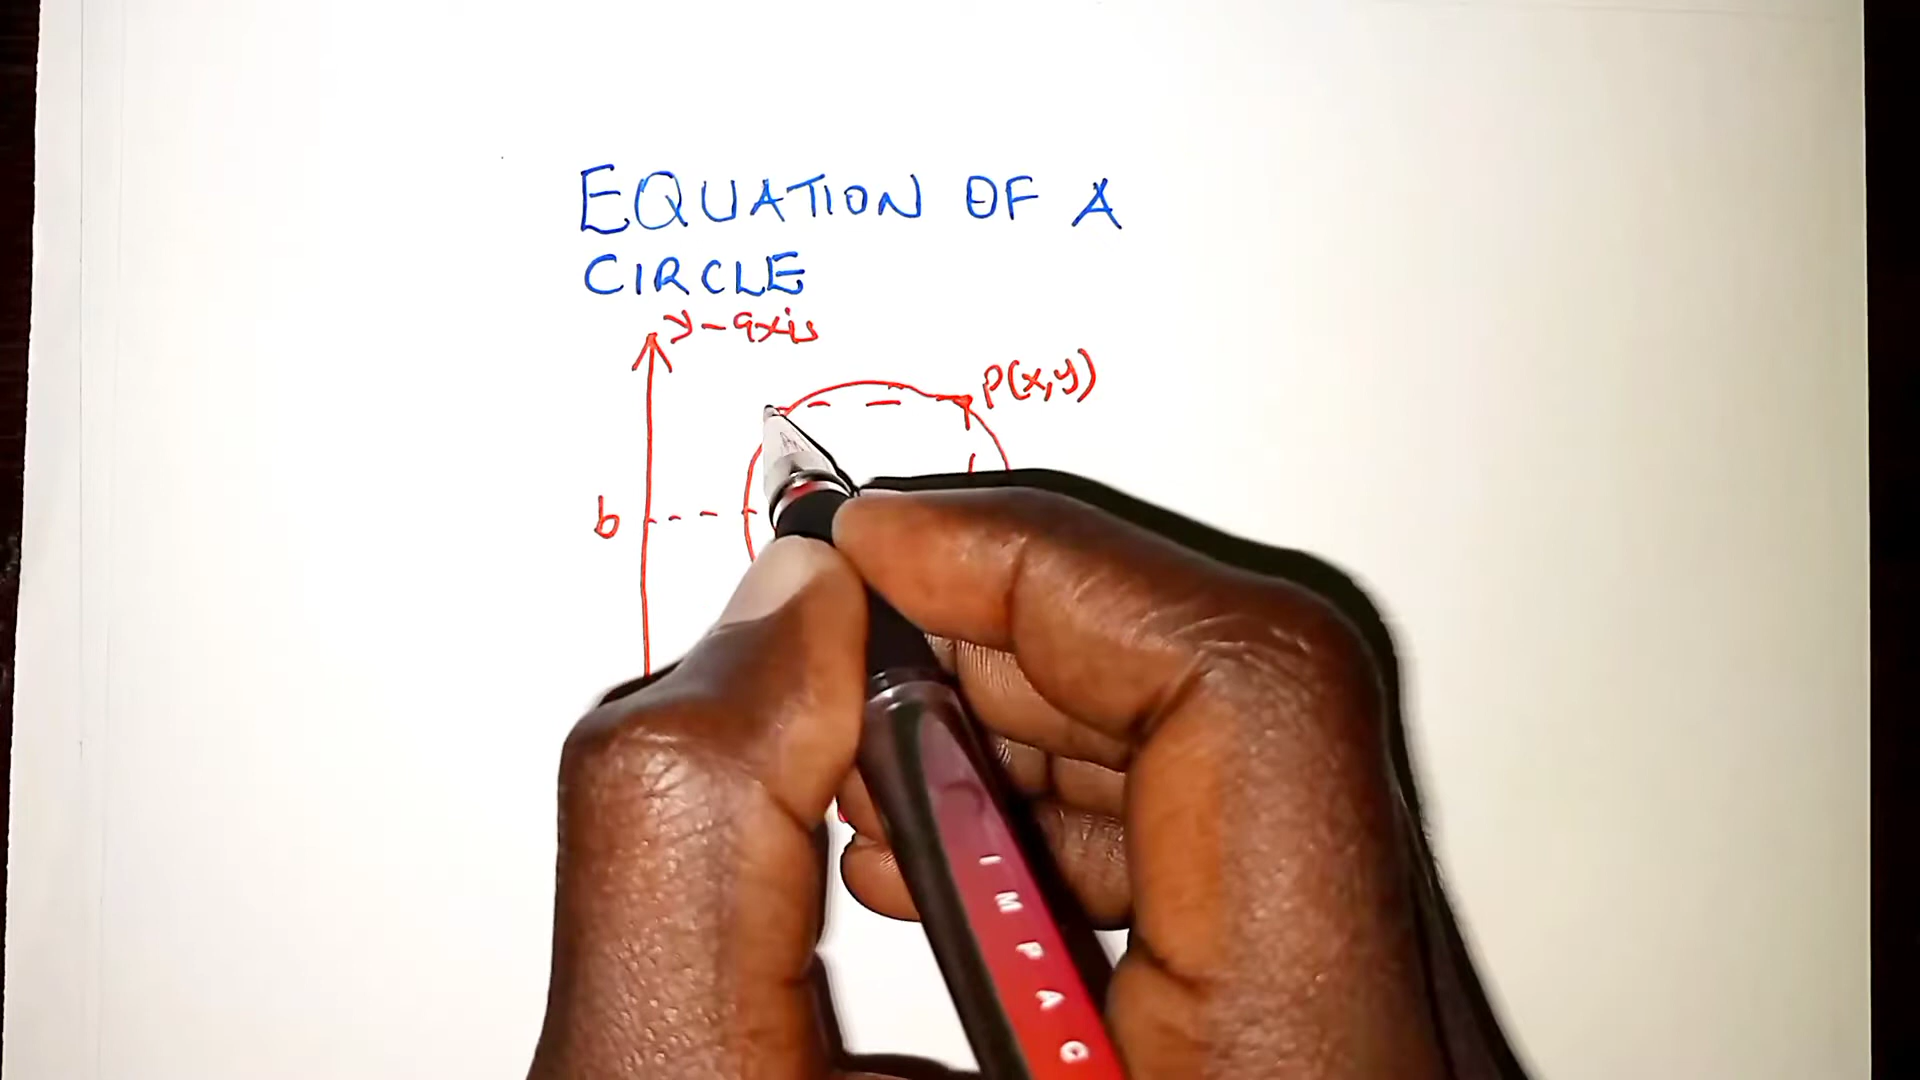 EQUATION OF A
CIRCLE
y-axis
P(x,y)
b
IMPAC